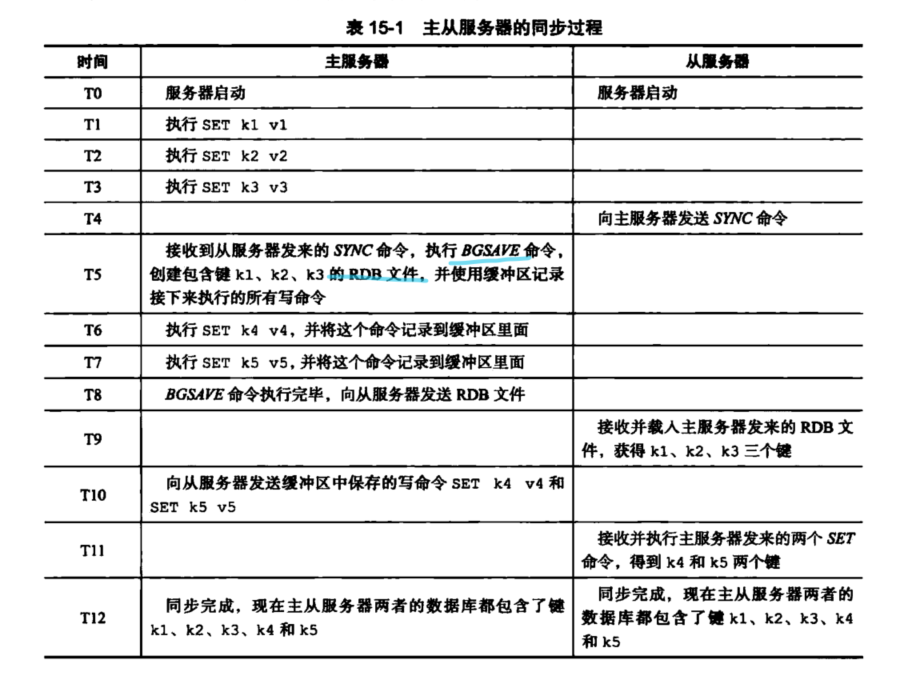 表 15-1 主从服务器的同步过程
时间 主服务器 从服务器
T0 服务器启动 服务器启动
T1 执行 SET k1 v1
T2 执行 SET k2 v2
T3 执行 SET k3 v3
T4 向主服务器发送 SYNC 命令
接收到从服务器发来的 SYNC 命令，执行 BGSAVE 命令，
T5 创建包含键 k1、k2、k3 的 RDB 文件，并使用缓冲区记录
接下来执行的所有写命令
T6 执行 SET k4 v4，并将这个命令记录到缓冲区里面
T7 执行 SET k5 v5，并将这个命令记录到缓冲区里面
T8 BGSAVE 命令执行完毕，向从服务器发送 RDB 文件
T9 接收并载入主服务器发来的 RDB 文
件，获得 k1、k2、k3 三个键
T10 向从服务器发送缓冲区中保存的写命令 SET k4 v4 和
SET k5 v5
T11 接收并执行主服务器发来的两个 SET
命令，得到 k4 和 k5 两个键
T12 同步完成，现在主从服务器两者的数据库都包含了键
k1、k2、k3、k4 和 k5
同步完成，现在主从服务器两者的
数据库都包含了键 k1、k2、k3、k4
和 k5